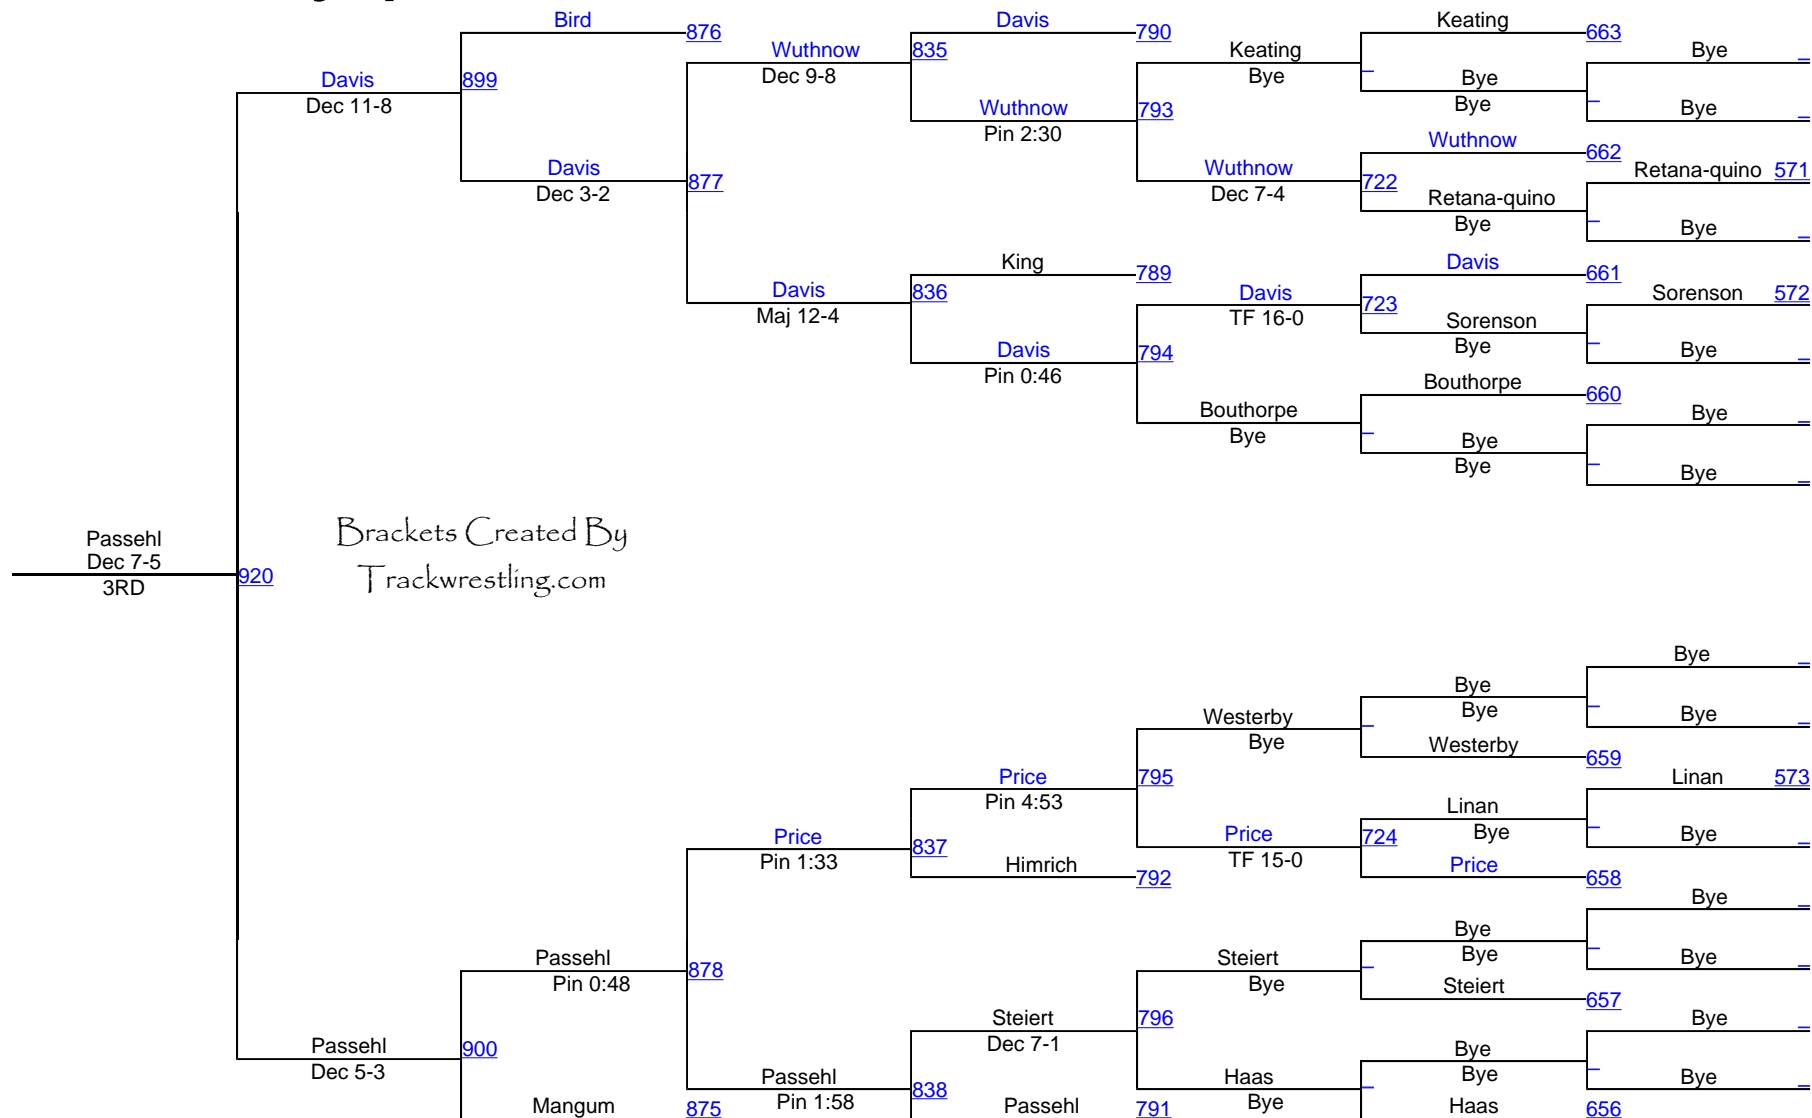 Bird
876
Davis
790
Keating
663
Wuthnow
835
Dec 9-8
Keating
Bye
Bye
Bye
Bye
Bye
Davis
899
Dec 11-8
Wuthnow
793
Pin 2:30
Wuthnow
662
Davis
877
Dec 3-2
Wuthnow
722
Dec 7-4
Retana-quino
571
Retana-quino
Bye
Bye
King
789
Davis
661
Davis
836
Maj 12-4
Davis
723
TF 16-0
Sorenson
572
Sorenson
Bye
Bye
Davis
794
Pin 0:46
Bouthorpe
660
Bouthorpe
Bye
Bye
Bye
Bye
Bye
Passehl
Dec 7-5
920
3RD
Brackets Created By
Trackwrestling.com
Bye
Bye
Bye
Bye
Westerby
Bye
Westerby
659
Price
795
Pin 4:53
Linan
573
Linan
Bye
Bye
Price
837
Pin 1:33
Price
724
TF 15-0
Himrich
792
Price
658
Bye
Bye
Bye
Bye
Passehl
878
Pin 0:48
Steiert
Bye
Steiert
657
Steiert
796
Dec 7-1
Bye
Bye
Bye
Bye
Passehl
900
Dec 5-3
Passehl
838
Pin 1:58
Haas
Bye
Mangum
875
Passehl
791
Haas
656